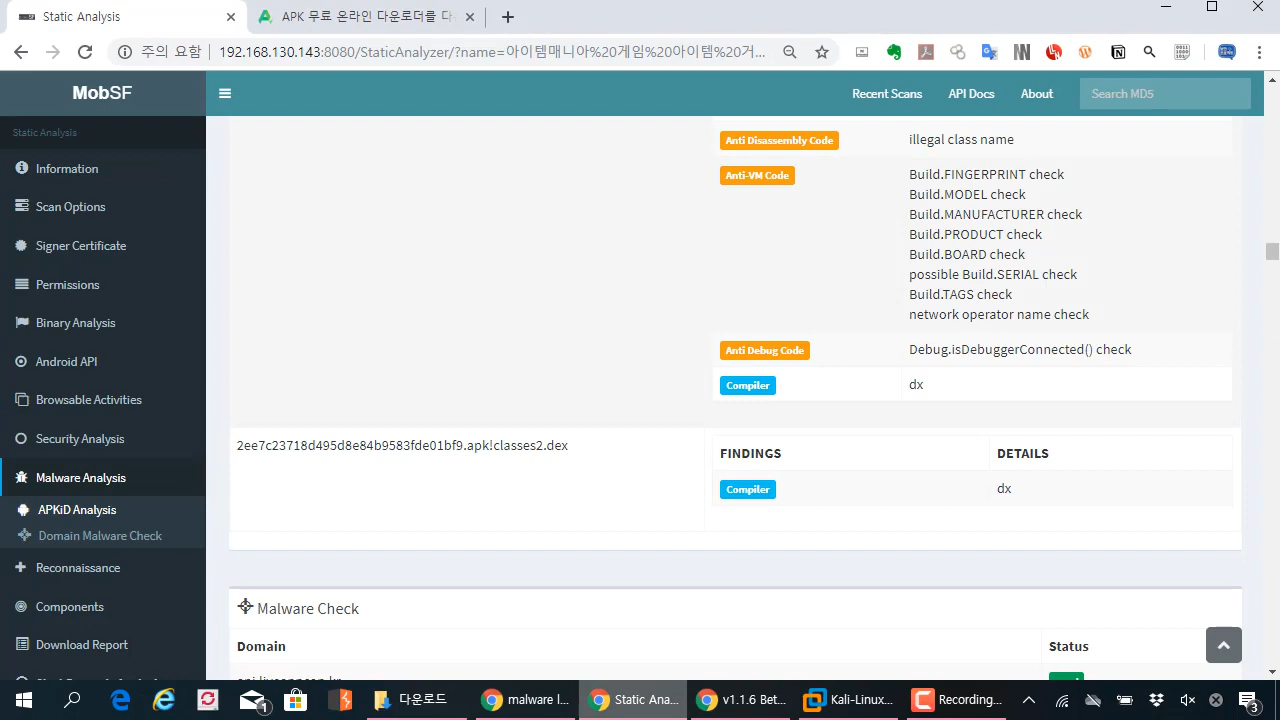 Static Analysis
APK 무료 온라인 다운로더를 다
주의 요함
192.168.130.143:8080/StaticAnalyzer/?name=아이템매니아%20게임%20아이템%20거...
MobSF
Recent Scans
API Docs
About
Search MD5
Static Analysis
Information
Scan Options
Signer Certificate
Permissions
Binary Analysis
Android API
Browsable Activities
Security Analysis
Malware Analysis
APKiD Analysis
Domain Malware Check
Reconnaissance
Components
Download Report
Anti Disassembly Code
illegal class name
Anti-VM Code
Build.FINGERPRINT check
Build.MODEL check
Build.MANUFACTURER check
Build.PRODUCT check
Build.BOARD check
possible Build.SERIAL check
Build.TAGS check
network operator name check
Anti Debug Code
Debug.isDebuggerConnected() check
Compiler
dx
2ee7c23718d495d8e84b9583fde01bf9.apk!classes2.dex
FINDINGS
DETAILS
Compiler
dx
Malware Check
Domain
Status
1
다운로드
malware l...
Static Ana...
v1.1.6 Bet...
Kali-Linux...
Recording...
3